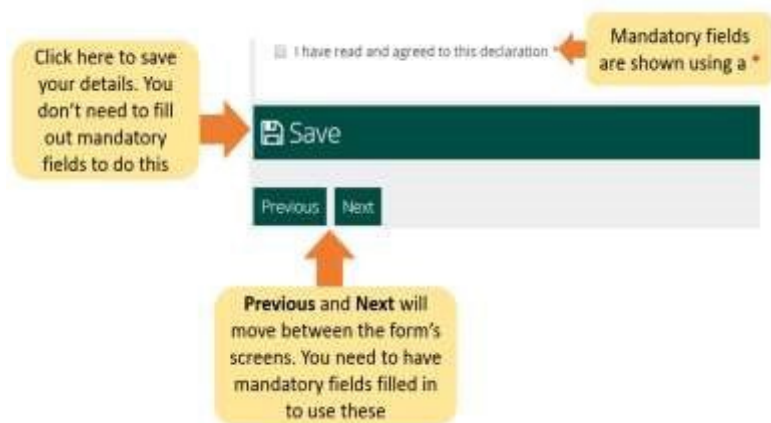 Click here to save
your details. You
don't need to fill
out mandatory
fields to do this
I have read and agreed to this declaration
Mandatory fields
are shown using a *
Save
Previous Next
Previous and Next will
move between the form's
screens. You need to have
mandatory fields filled in
to use these